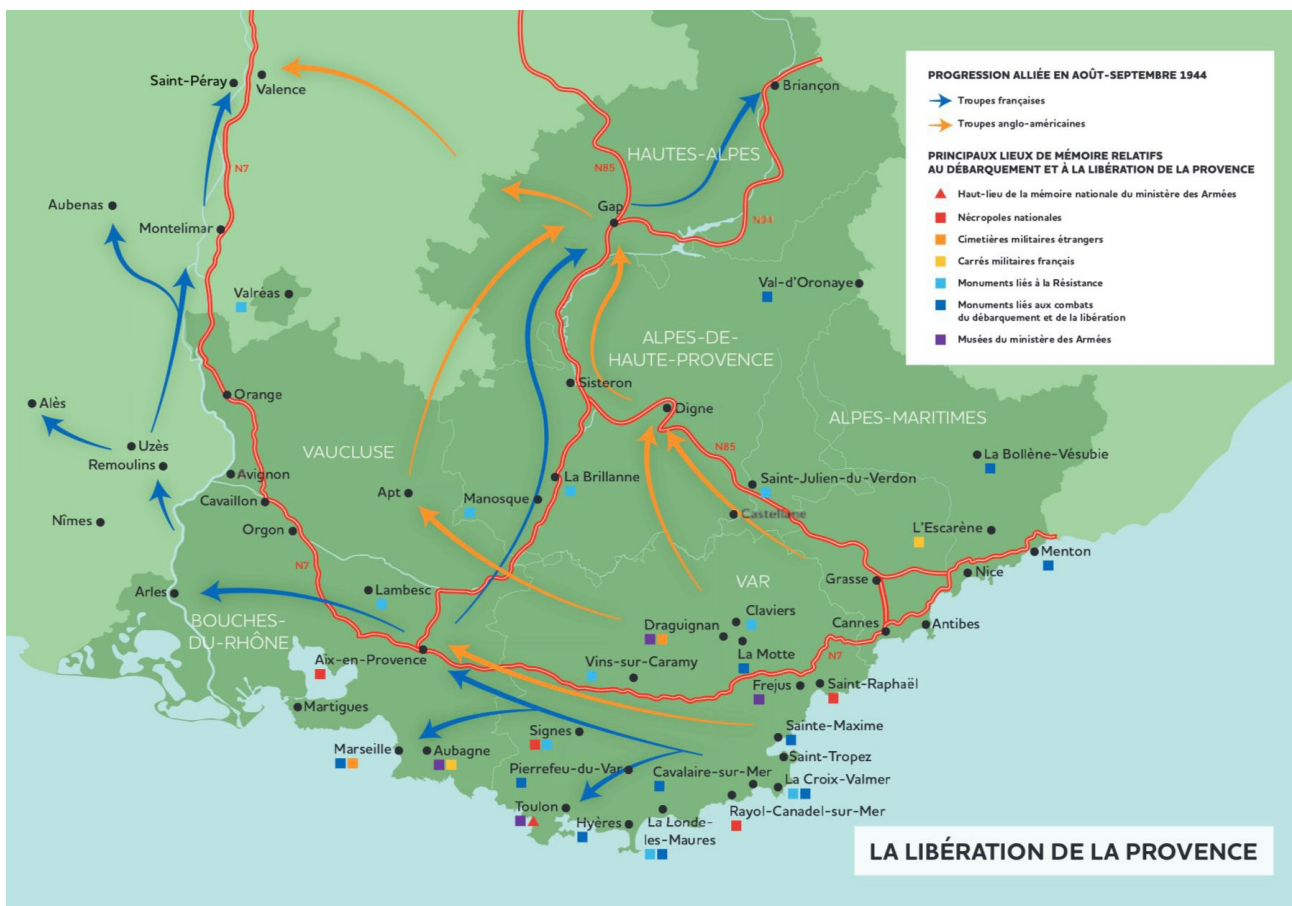 PROGRESSION ALLIÉE EN AOÛT-SEPTEMBRE 1944
Troupes françaises
Troupes anglo-américaines
PRINCIPAUX LIEUX DE MÉMOIRE RELATIFS
AU DÉBARQUEMENT ET À LA LIBÉRATION DE LA PROVENCE
Haut-lieu de la mémoire nationale du ministère des Armées
Nécropoles nationales
Cimetières militaires étrangers
Carrés militaires français
Monuments liés à la Résistance
Monuments liés aux combats
du débarquement et de la libération
Musées du ministère des Armées
Saint-Péray
Valence
Briançon
HAUTES-ALPES
N7
N85
Aubenas
Gap
N94
Montelimar
Valréas
Val-d'Oronaye
ALPES-DE-
HAUTE-PROVENCE
Sisteron
Orange
Alès
Digne
ALPES-MARITIMES
Uzès
Remoulins
VAUCLUSE
N85
La Bollène-Vésubie
Avignon
La Brillanne
Saint-Julien-du-Verdon
Cavaillon
Apt
Manosque
Castellane
Nîmes
Orgon
L'Escarène
Menton
N7
Nice
Grasse
VAR
Arles
Lambesc
BOUCHES-
DU-RHÔNE
Claviers
Draguignan
Cannes
Antibes
Aix-en-Provence
La Motte
N7
Vins-sur-Caramy
Frejus
Saint-Raphaël
Martigues
Signes
Sainte-Maxime
Marseille
Aubagne
Saint-Tropez
Pierrefeu-du-Var
Cavalaire-sur-Mer
La Croix-Valmer
Toulon
Hyères
La Londe-
les-Maures
Rayol-Canadel-sur-Mer
LA LIBÉRATION DE LA PROVENCE